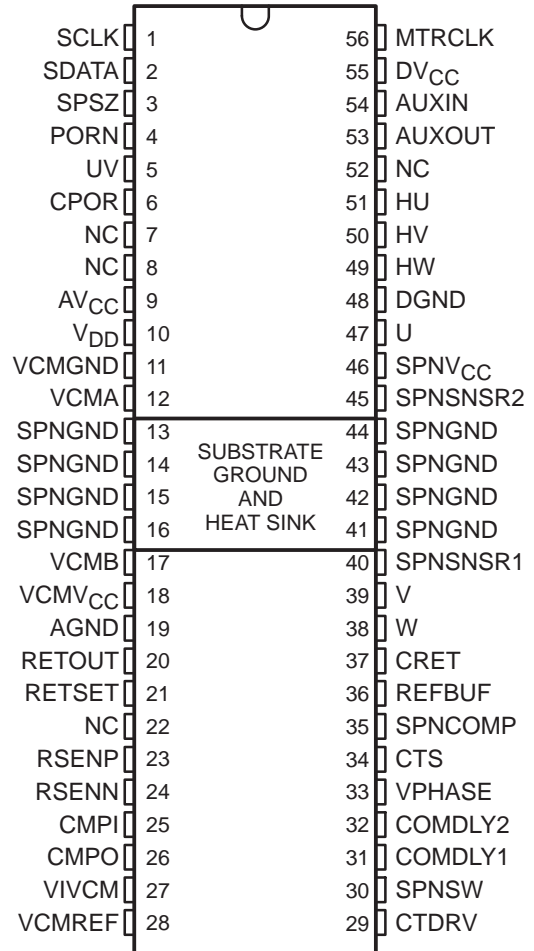 SCLK 1 56 MTRCLK
SDATA 2 55 DVCC
SPSZ 3 54 AUXIN
PORN 4 53 AUXOUT
UV 5 52 NC
CPOR 6 51 HU
NC 7 50 HV
NC 8 49 HW
AVCC 9 48 DGND
VDD 10 47 U
VCMGND 11 46 SPNVCC
VCMA 12 45 SPNSNSR2
SPNGND 13 44 SPNGND
SUBSTRATE
SPNGND 14 43 SPNGND
GROUND
SPNGND 15 AND 42 SPNGND
SPNGND 16 HEAT SINK 41 SPNGND
VCMB 17 40 SPNSNSR1
VCMVCC 18 39 V
AGND 19 38 W
RETOUT 20 37 CRET
RETSET 21 36 REFBUF
NC 22 35 SPNCOMP
RSENP 23 34 CTS
RSENN 24 33 VPHASE
CMPI 25 32 COMDLY2
CMPO 26 31 COMDLY1
VIVCM 27 30 SPNSW
VCMREF 28 29 CTDRV